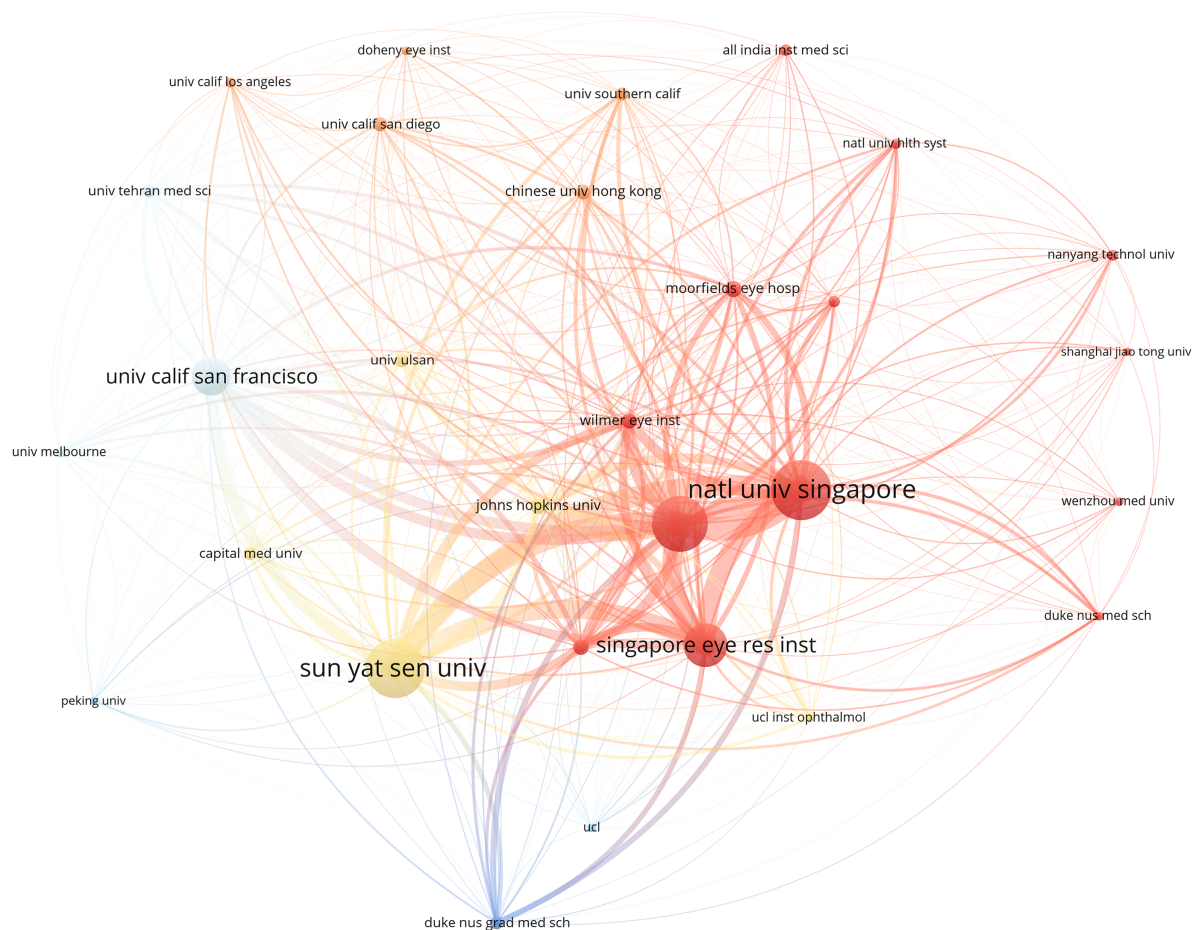 doheny eye inst
all india inst med sci
univ calif los angeles
univ southern calif
univ calif san diego
natl univ hlth syst
univ tehran med sci
chinese univ hong kong
nanyang technol univ
moorfields eye hosp
shanghai jiao tong univ
univ ulsan
univ calif san francisco
wilmer eye inst
univ melbourne
natl univ singapore
wenzhou med univ
johns hopkins univ
capital med univ
duke nus med sch
singapore eye res inst
sun yat sen univ
peking univ
ucl inst ophthalmol
ucl
duke nus grad med sch